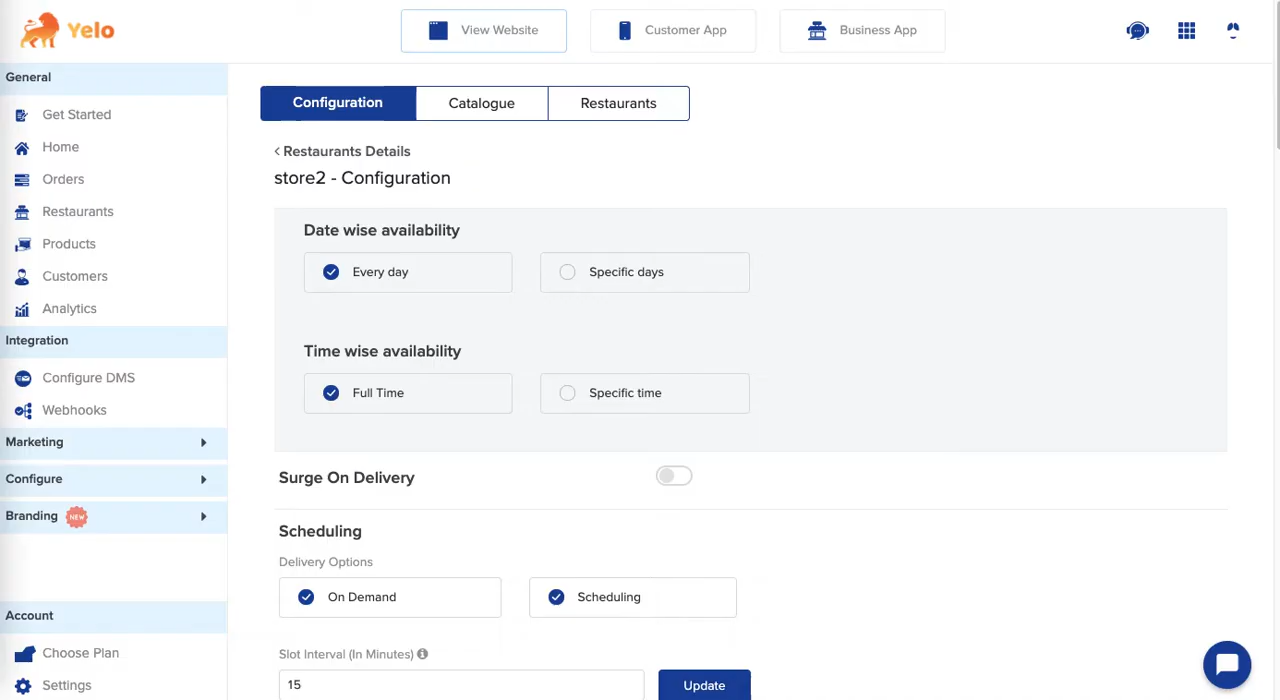 Yelo
View Website
Customer App
Business App
General
Get Started
Home
Orders
Restaurants
Products
Customers
Analytics
Integration
Configure DMS
Webhooks
Marketing
Configure
Branding NEW
Account
Choose Plan
Settings
Configuration
Catalogue
Restaurants
< Restaurants Details
store2 - Configuration
Date wise availability
Every day
Specific days
Time wise availability
Full Time
Specific time
Surge On Delivery
Scheduling
Delivery Options
On Demand
Scheduling
Slot Interval (In Minutes)
15
Update